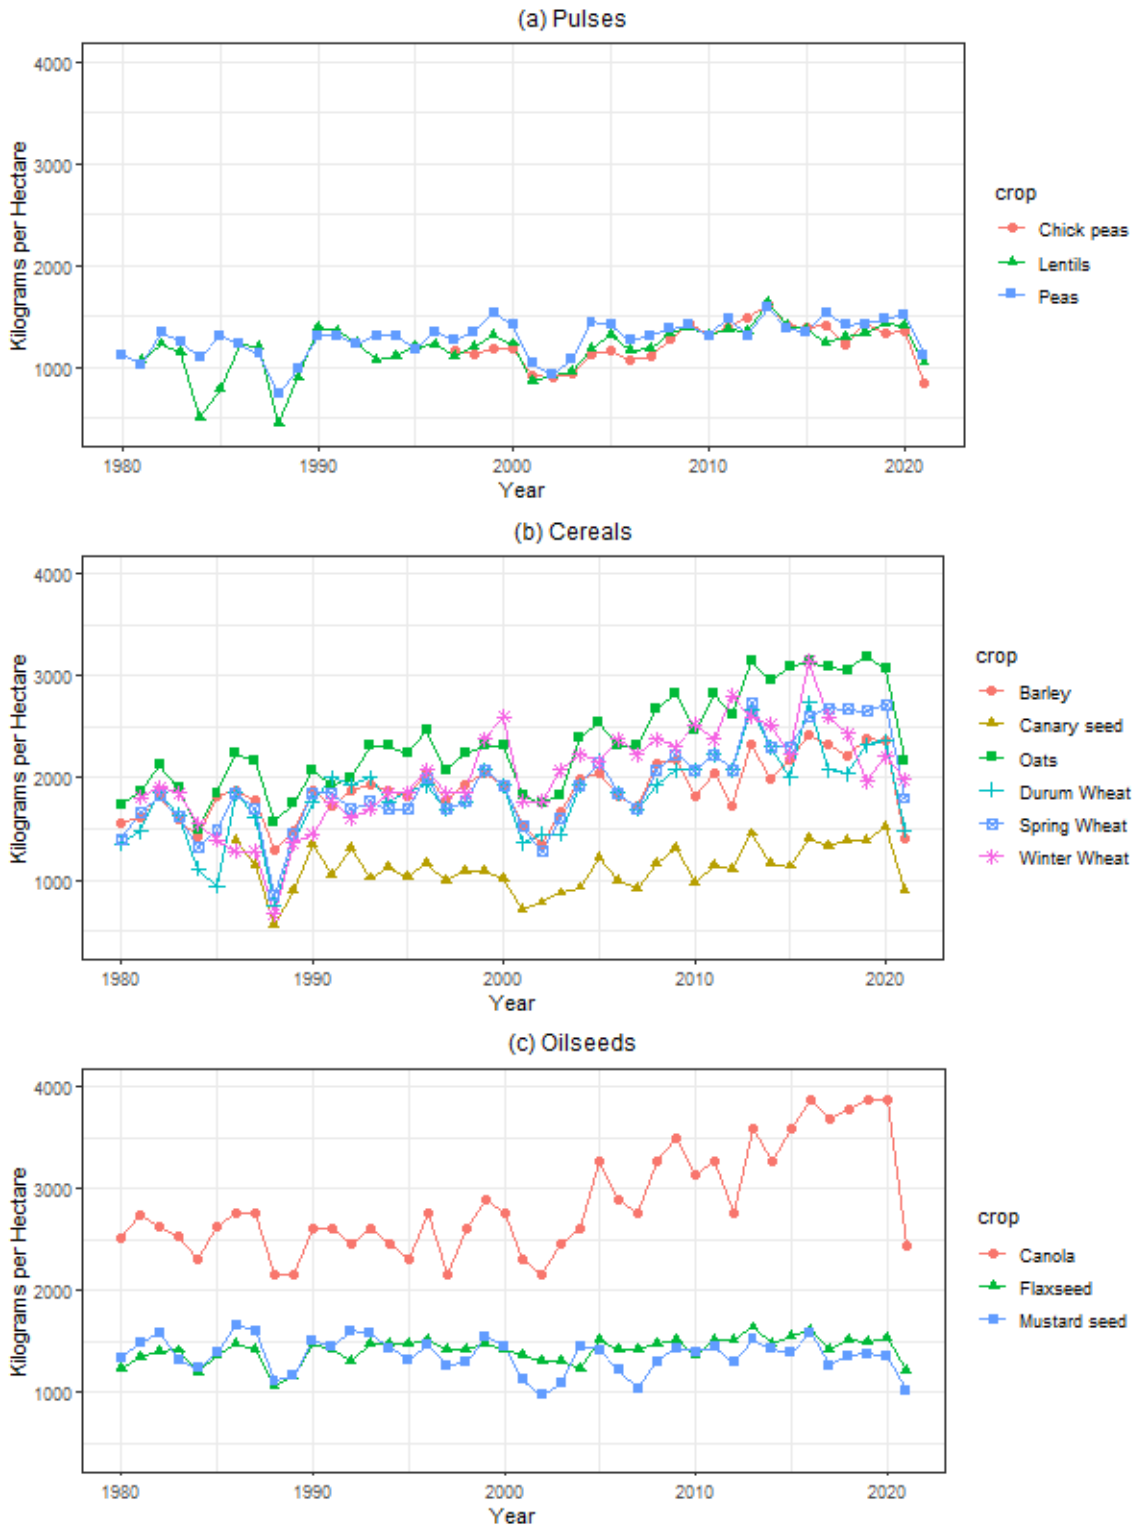 (a) Pulses
4000
3000
2000
1000
Kilograms per Hectare
1980 1990 2000 2010 2020
Year
crop
Chick peas
Lentils
Peas
(b) Cereals
4000
3000
2000
1000
Kilograms per Hectare
1980 1990 2000 2010 2020
Year
crop
Barley
Canary seed
Oats
Durum Wheat
Spring Wheat
Winter Wheat
(c) Oilseeds
4000
3000
2000
1000
Kilograms per Hectare
1980 1990 2000 2010 2020
Year
crop
Canola
Flaxseed
Mustard seed